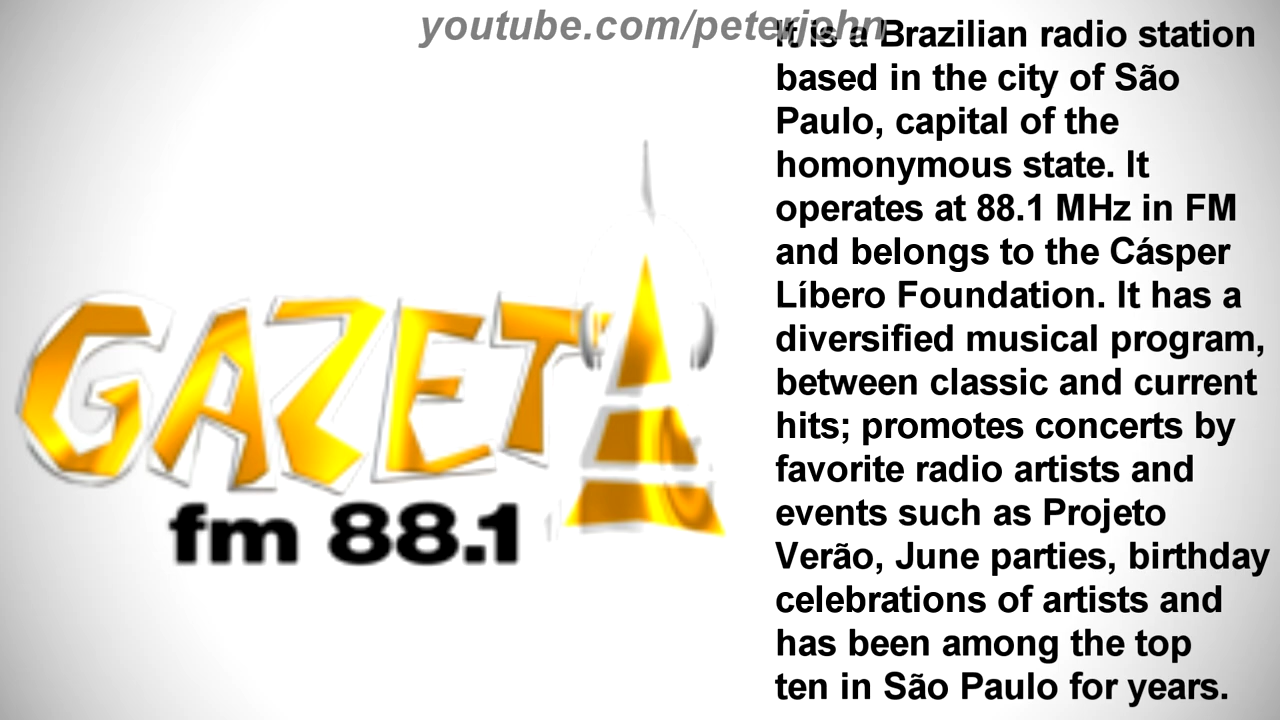 youtube.com/peterjohn
It is a Brazilian radio station
based in the city of São
Paulo, capital of the
homonymous state. It
operates at 88.1 MHz in FM
and belongs to the Cásper
Líbero Foundation. It has a
diversified musical program,
between classic and current
hits; promotes concerts by
favorite radio artists and
events such as Projeto
Verão, June parties, birthday
celebrations of artists and
has been among the top
ten in São Paulo for years.
GAZETA
fm 88.1